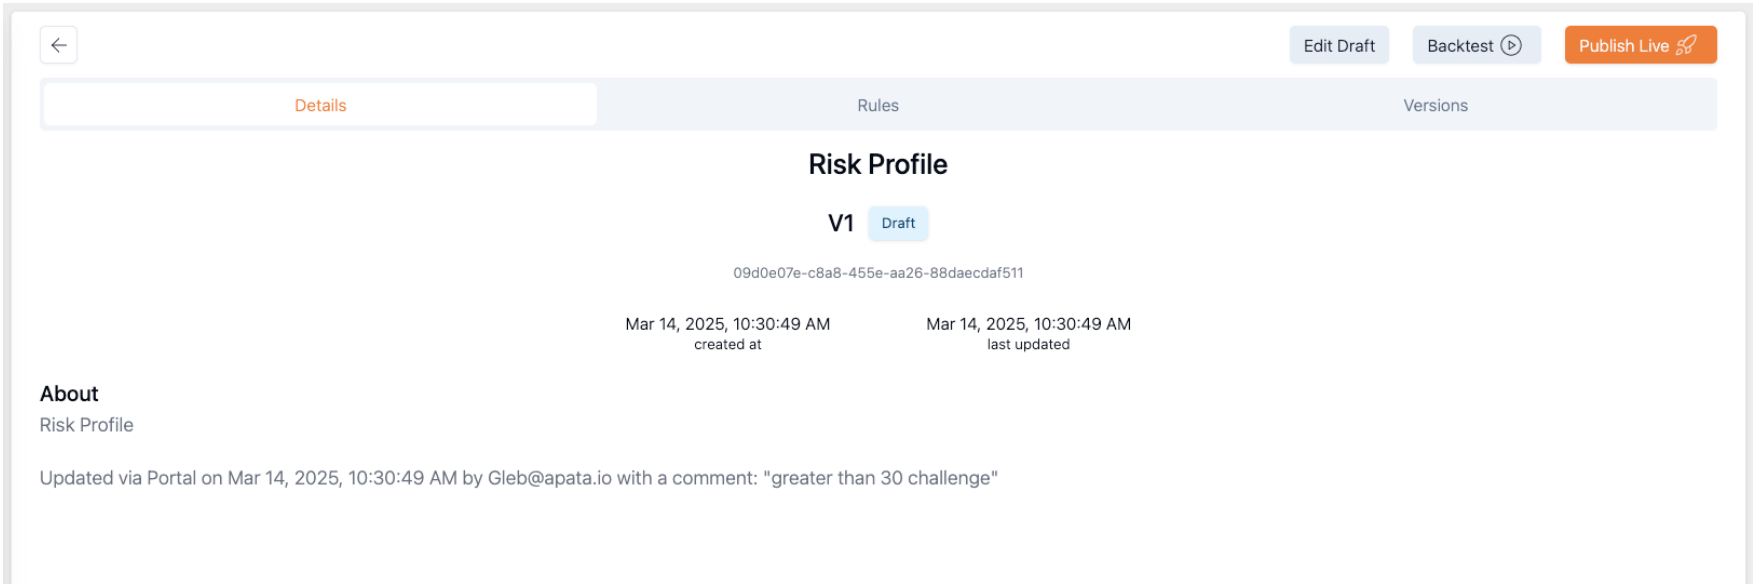 Edit Draft
Backtest
Publish Live
Details
Rules
Versions
Risk Profile
V1 Draft
09d0e07e-c8a8-455e-aa26-88daecdaf511
Mar 14, 2025, 10:30:49 AM
created at
Mar 14, 2025, 10:30:49 AM
last updated
About
Risk Profile
Updated via Portal on Mar 14, 2025, 10:30:49 AM by Gleb@apata.io with a comment: "greater than 30 challenge"